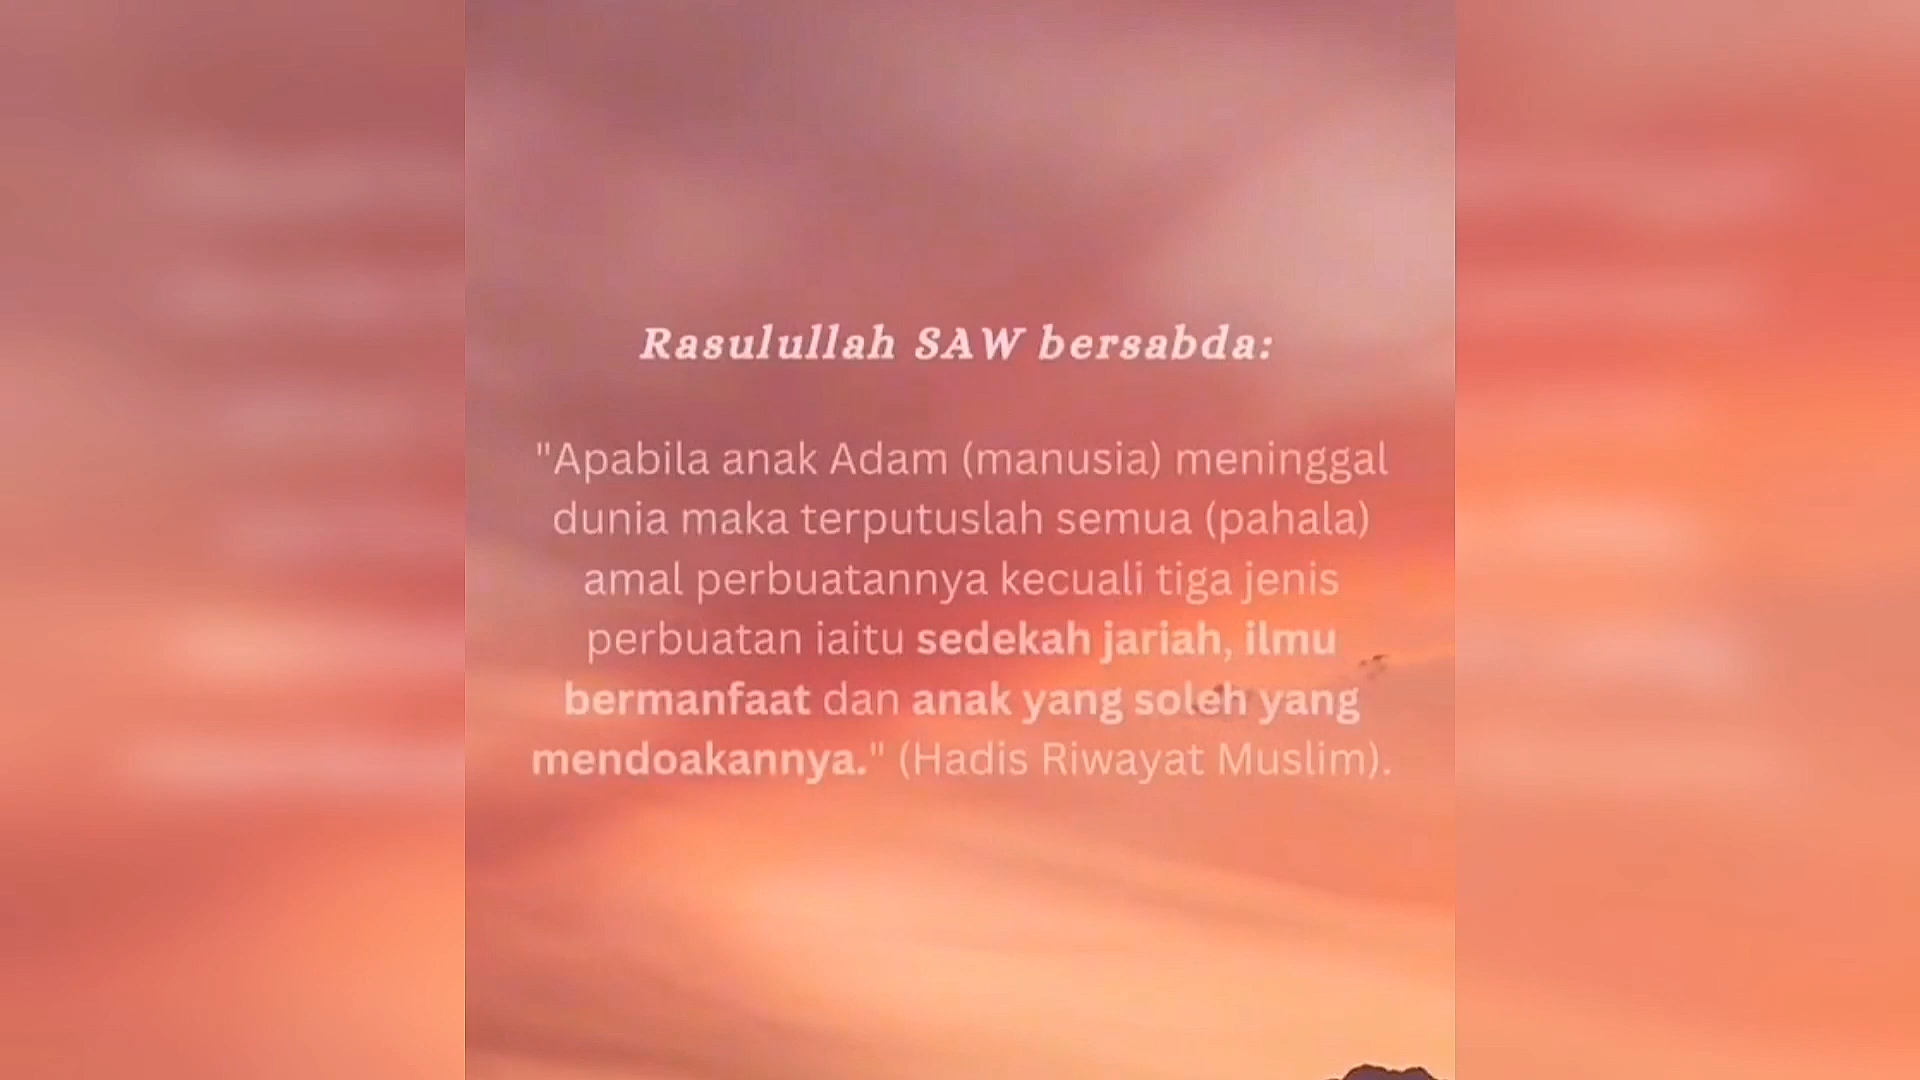 Rasulullah SAW bersabda:
"Apabila anak Adam (manusia) meninggal
dunia maka terputuslah semua (pahala)
amal perbuatannya kecuali tiga jenis
perbuatan iaitu sedekah jariah, ilmu
bermanfaat dan anak yang soleh yang
mendoakannya." (Hadis Riwayat Muslim).